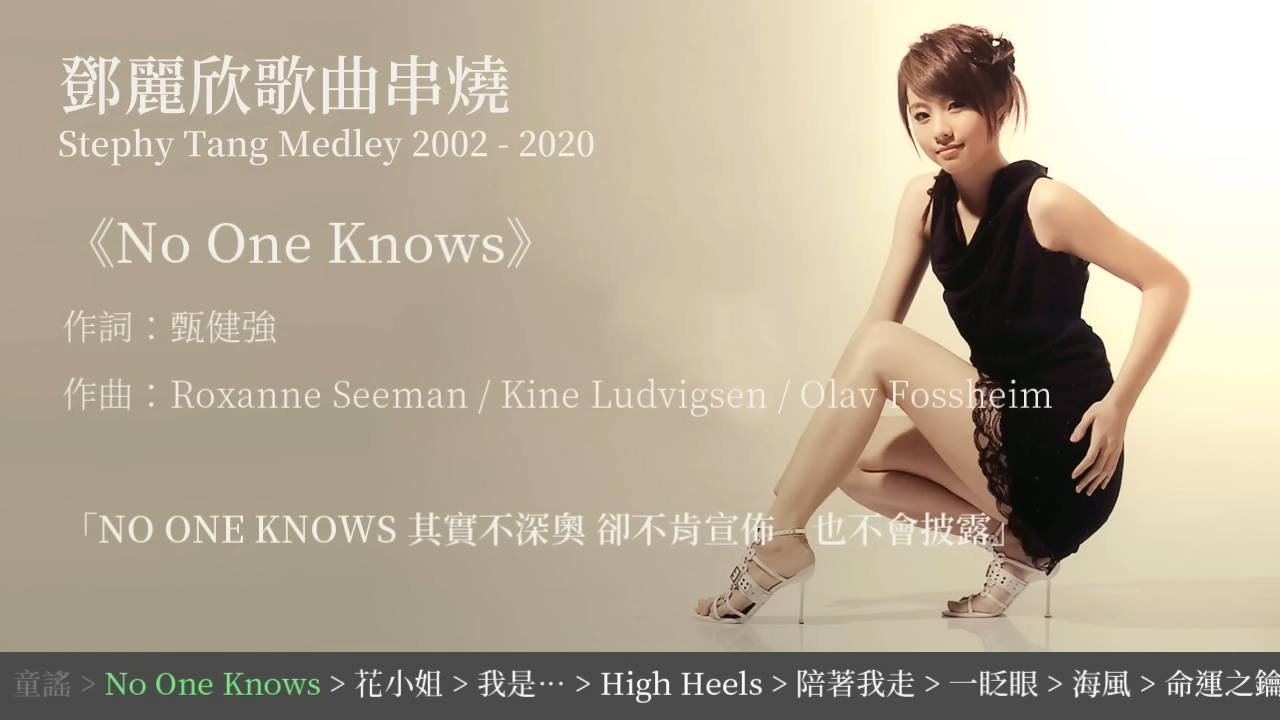 鄧麗欣歌曲串燒
Stephy Tang Medley 2002 - 2020
《No One Knows》
作詞：甄健強
作曲：Roxanne Seeman / Kine Ludvigsen / Olav Fossheim
「NO ONE KNOWS 其實不深奧 卻不肯宣佈 也不會披露」
童謠 > No One Knows > 花小姐 > 我是… > High Heels > 陪著我走 > 一眨眼 > 海風 > 命運之鑰